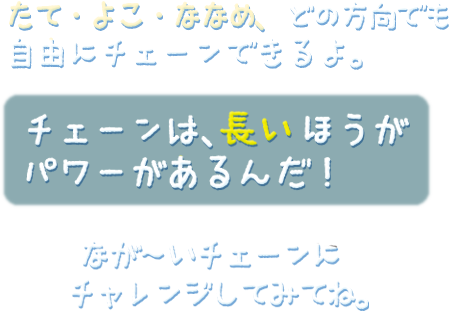 たて・よこ・ななめ、どの方向でも
自由にチェーンできるよ。
チェーンは、長いほうが
パワーがあるんだ！
なが〜いチェーンに
チャレンジしてみてね。